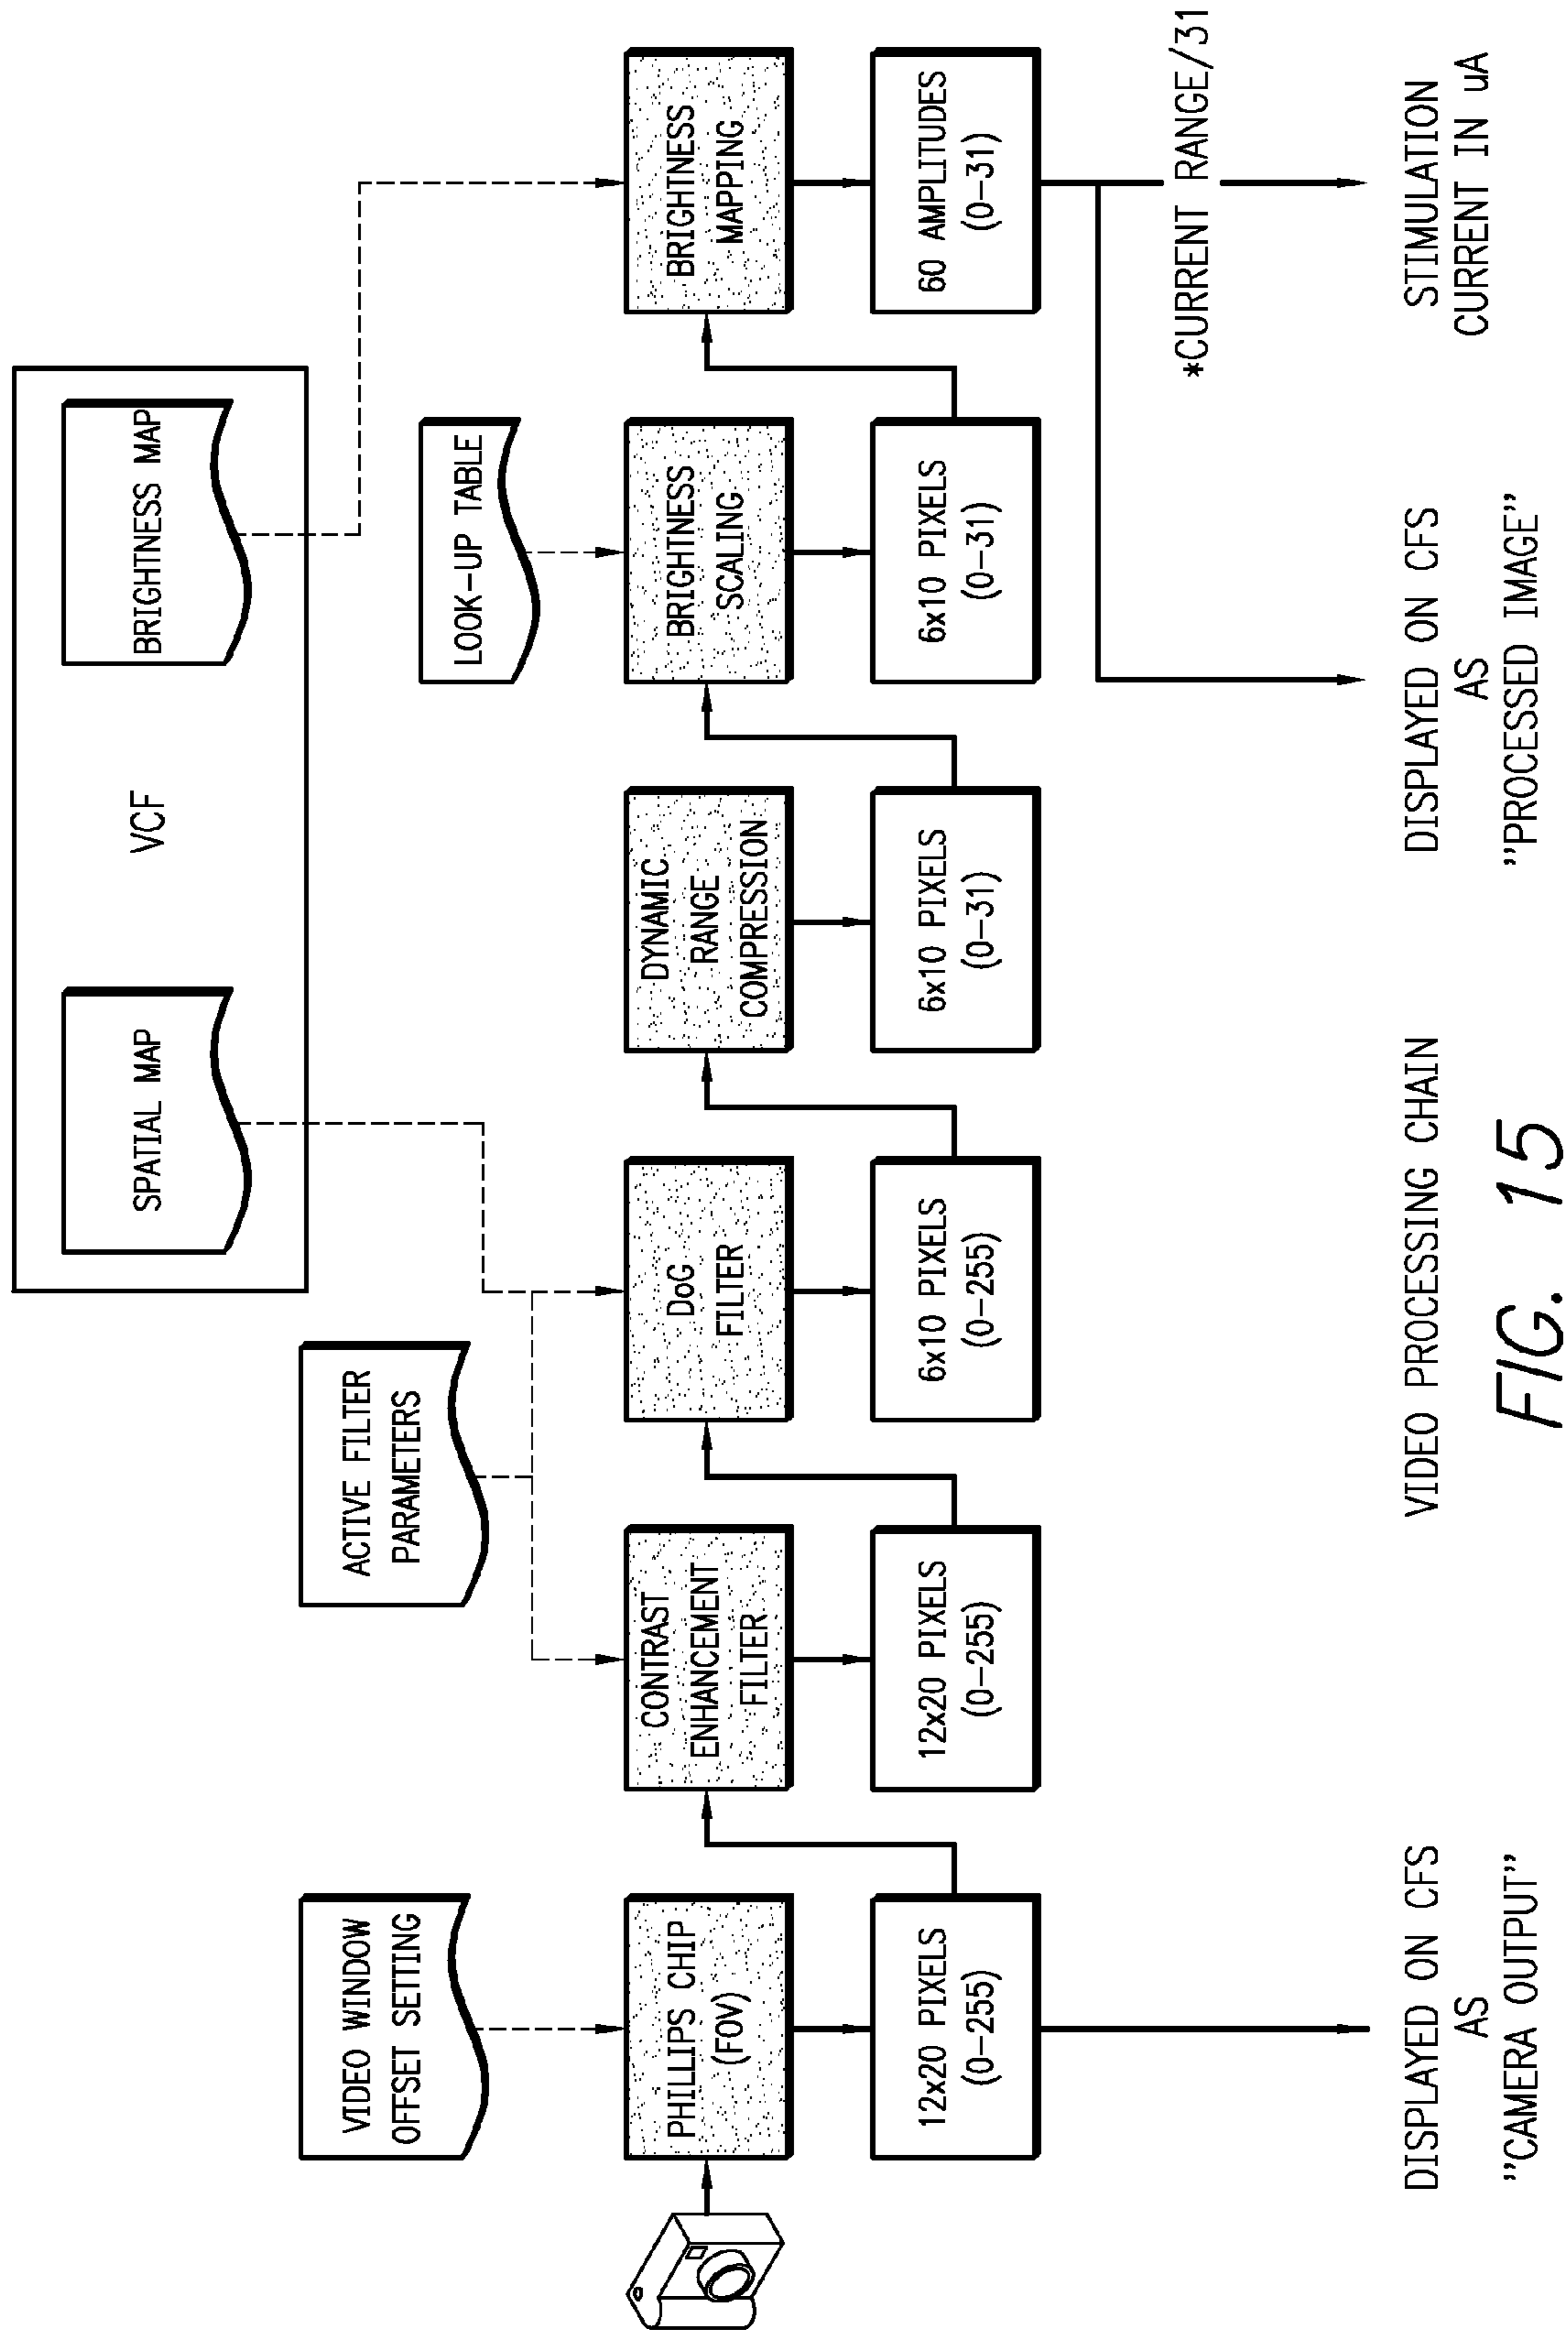 VCF
SPATIAL MAP
BRIGHTNESS MAP
VIDEO WINDOW
OFFSET SETTING
ACTIVE FILTER
PARAMETERS
LOOK-UP TABLE
PHILLIPS CHIP
(FOV)
CONTRAST
ENHANCEMENT
FILTER
DoG
FILTER
DYNAMIC
RANGE
COMPRESSION
BRIGHTNESS
SCALING
BRIGHTNESS
MAPPING
12x20 PIXELS
(0-255)
12x20 PIXELS
(0-255)
6x10 PIXELS
(0-255)
6x10 PIXELS
(0-31)
6x10 PIXELS
(0-31)
60 AMPLITUDES
(0-31)
*CURRENT RANGE/31
DISPLAYED ON CFS
AS
"CAMERA OUTPUT"
VIDEO PROCESSING CHAIN
DISPLAYED ON CFS
AS
"PROCESSED IMAGE"
STIMULATION
CURRENT IN uA
FIG. 15